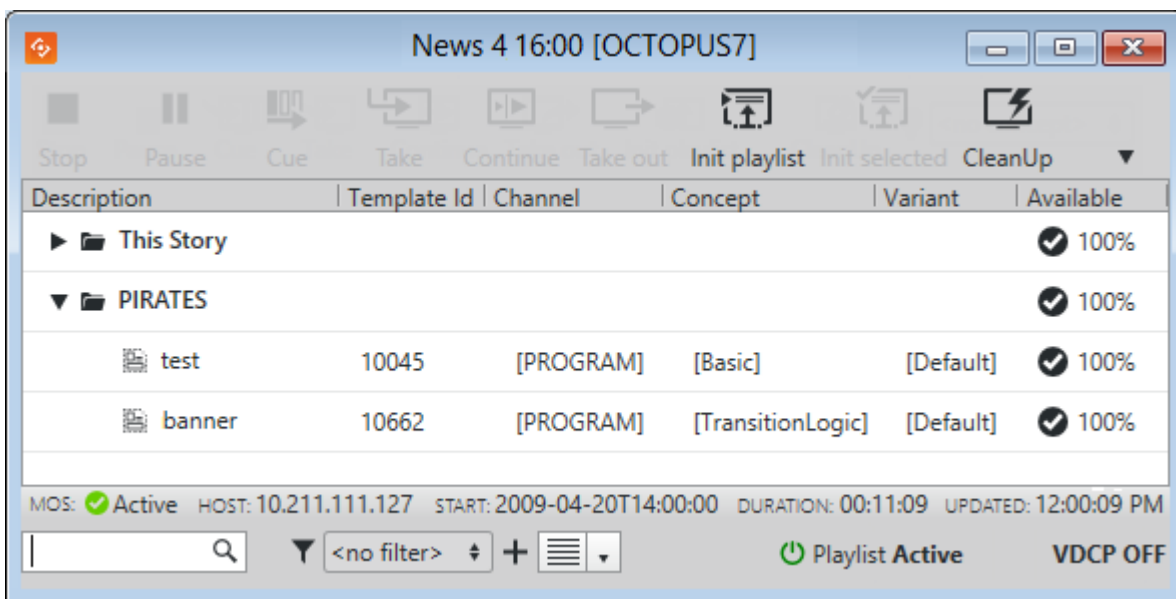 News 4 16:00 [OCTOPUS7]
Stop Pause Cue Take Continue Take out Init playlist Init selected CleanUp
Description Template Id Channel Concept Variant Available
This Story 100%
PIRATES 100%
test 10045 [PROGRAM] [Basic] [Default] 100%
banner 10662 [PROGRAM] [TransitionLogic] [Default] 100%
MOS: Active HOST: 10.211.111.127 START: 2009-04-20T14:00:00 DURATION: 00:11:09 UPDATED: 12:00:09 PM
<no filter> Playlist Active VDCP OFF